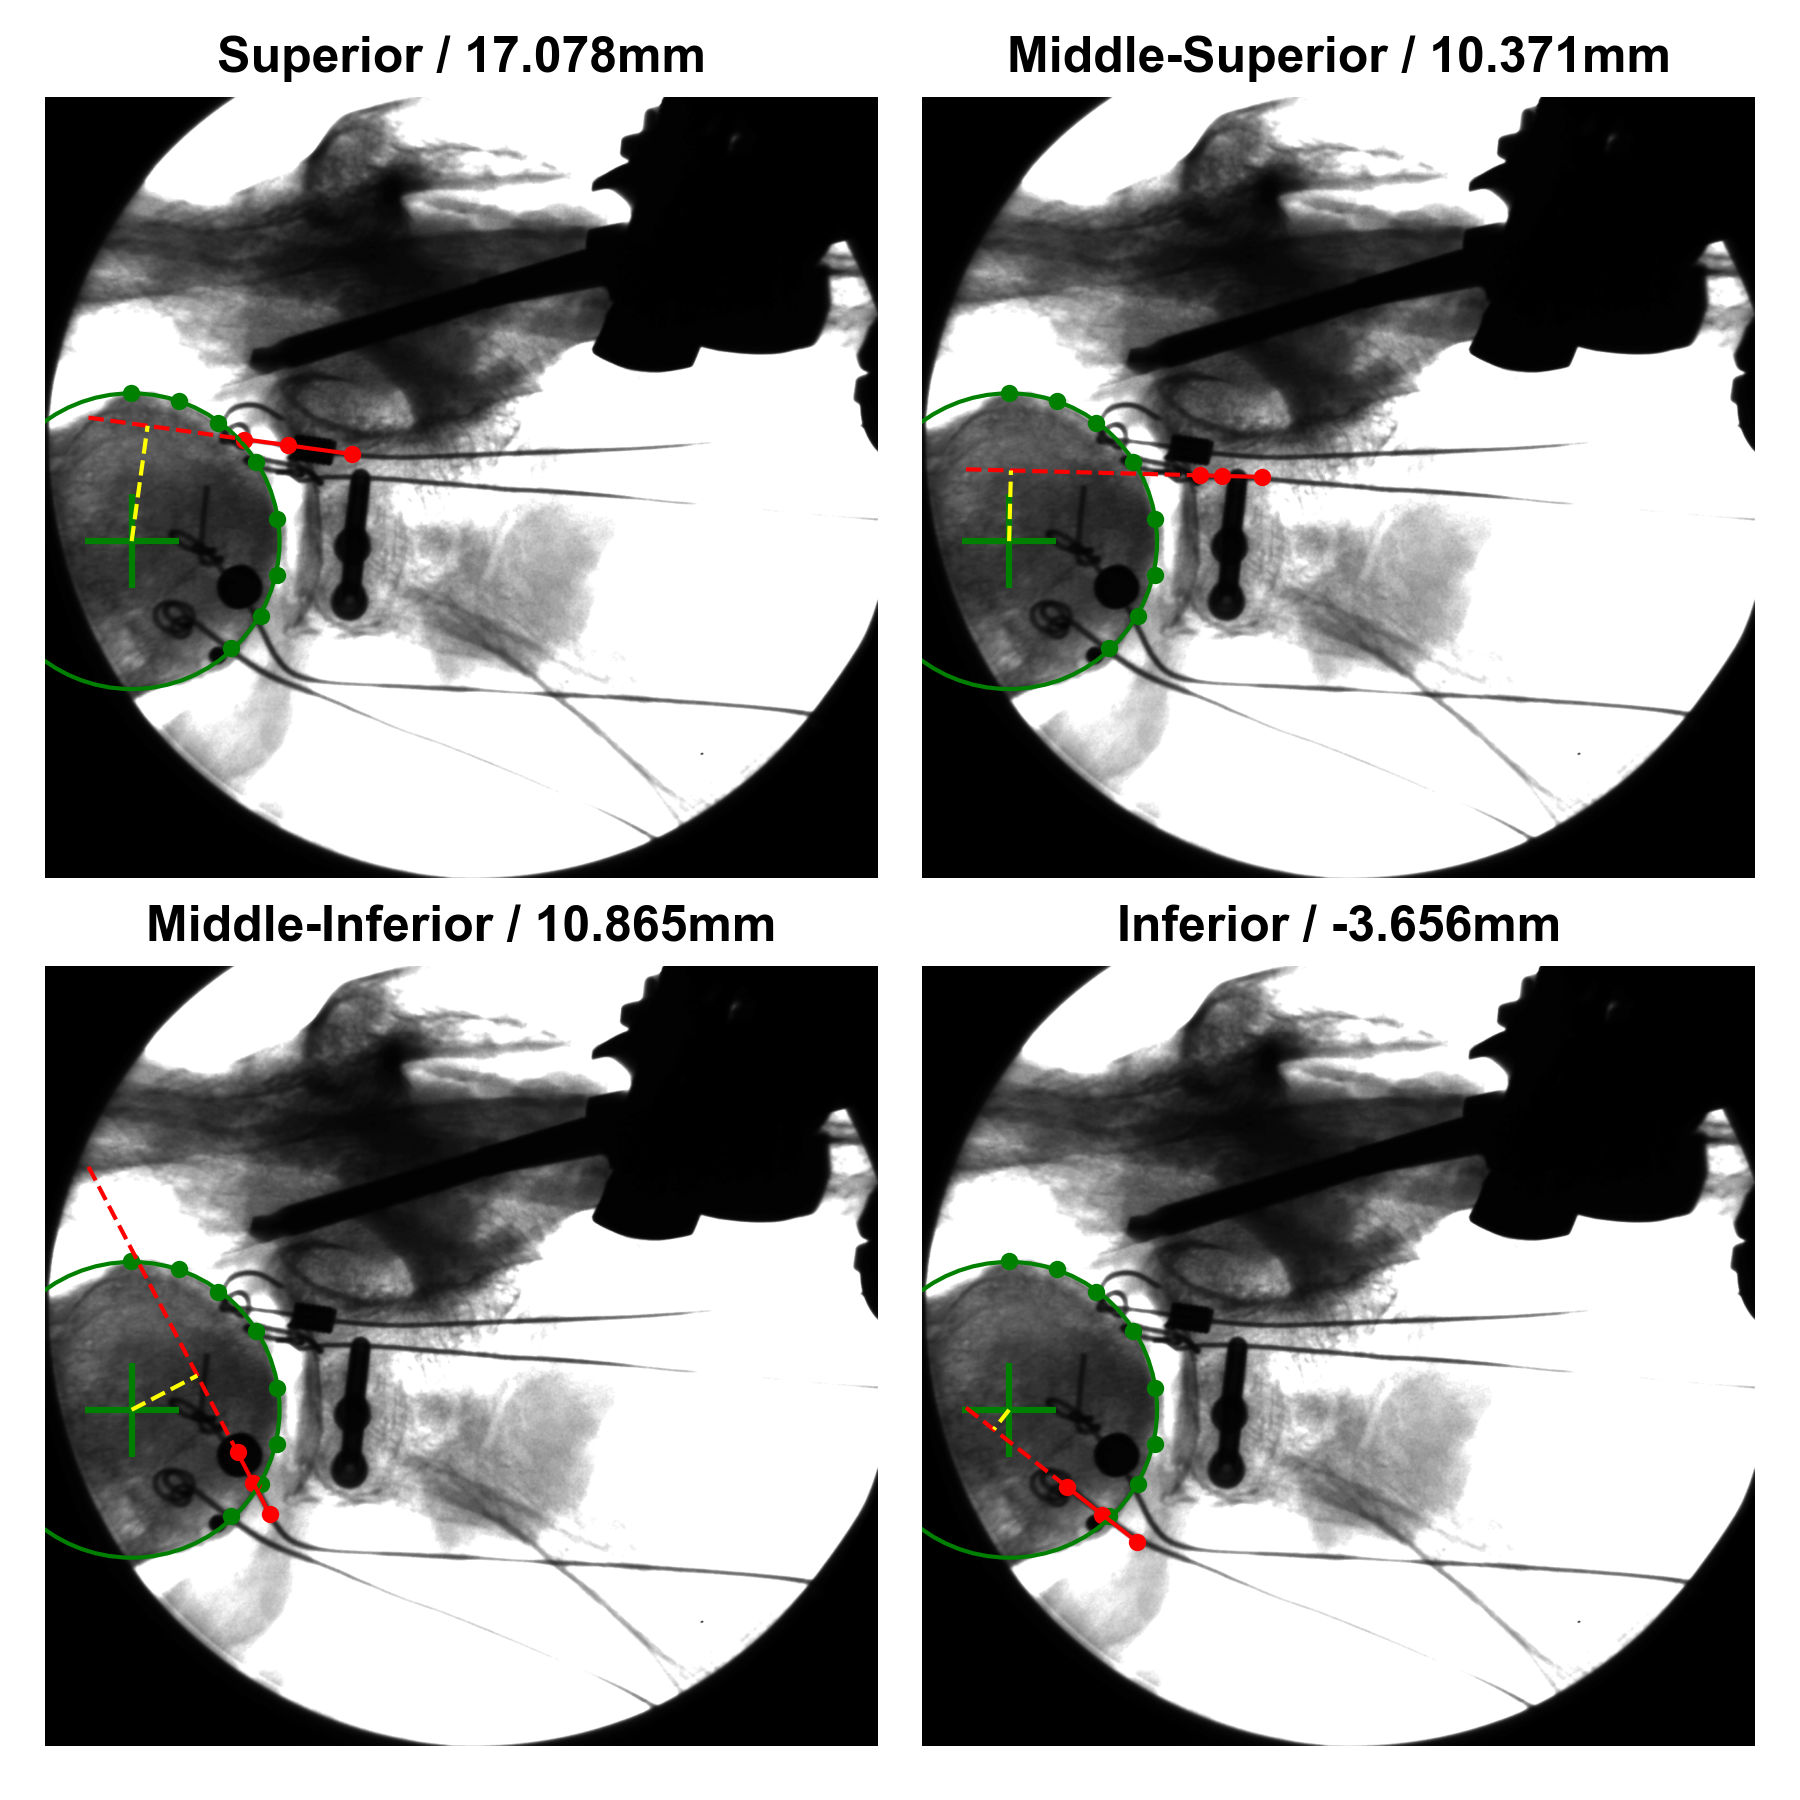 Superior / 17.078mm
Middle-Superior / 10.371mm
Middle-Inferior / 10.865mm
Inferior / -3.656mm